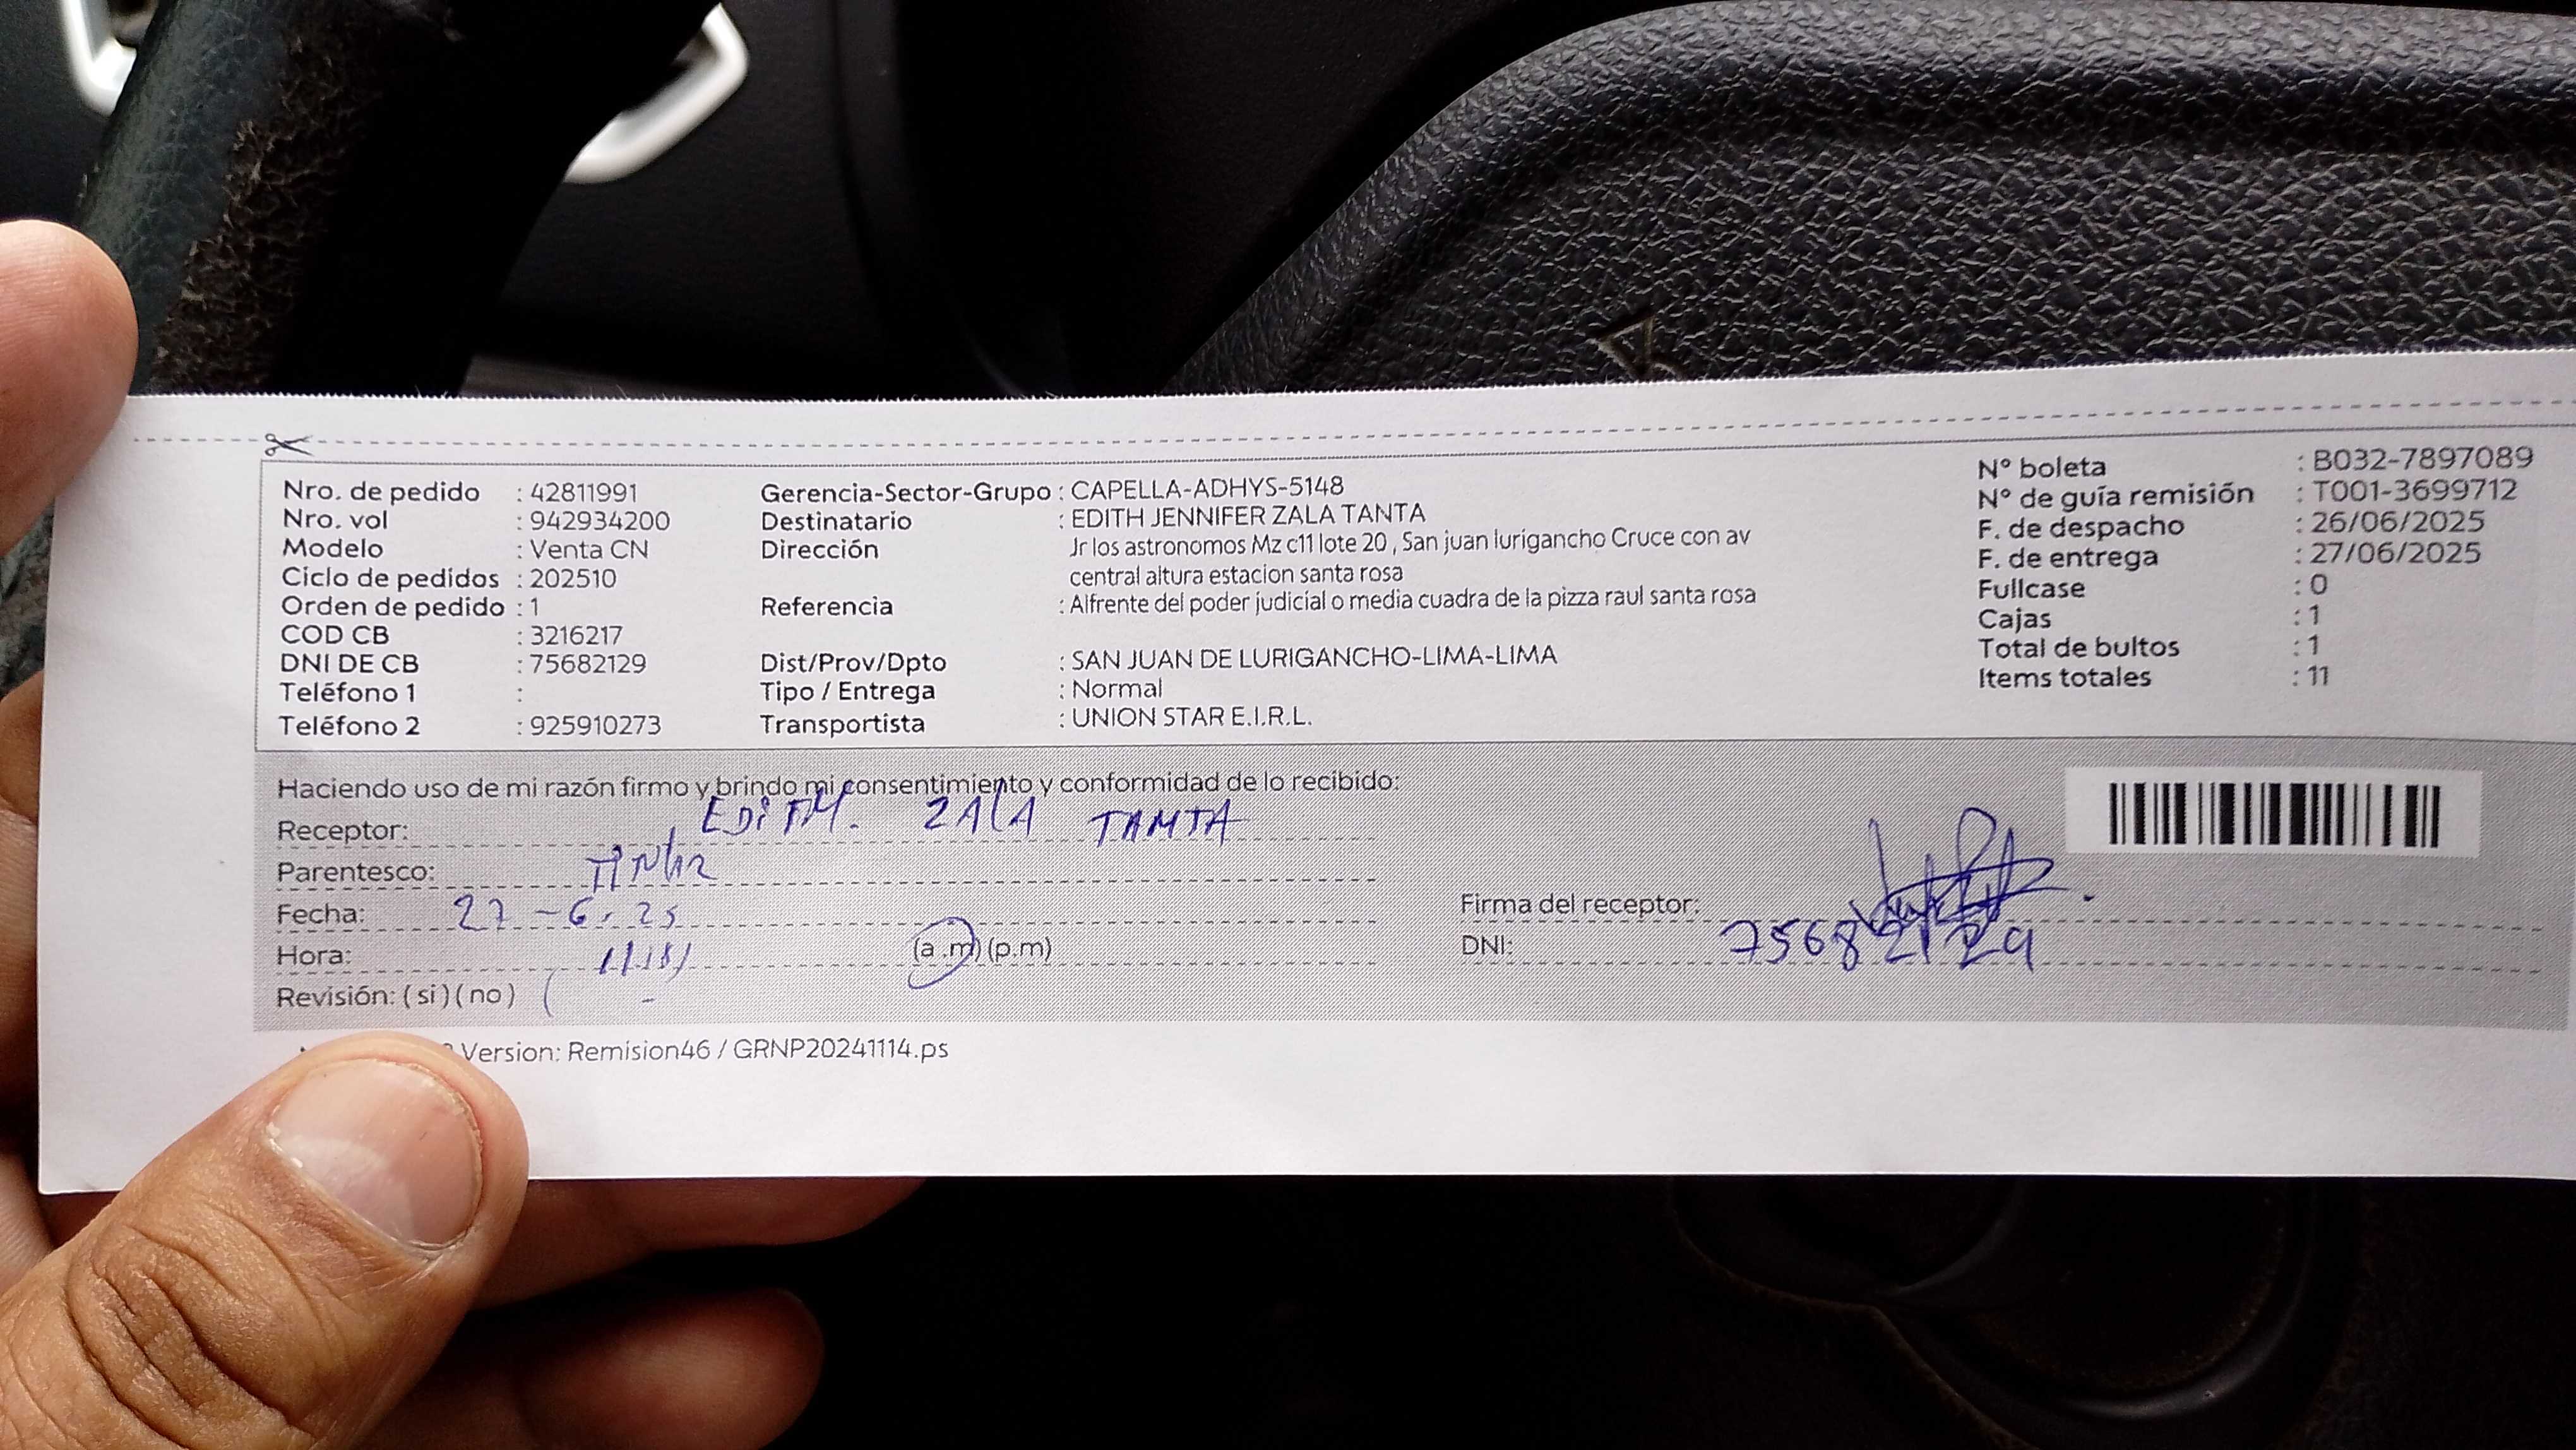 Nro. de pedido : 42811991
Nro. vol : 942934200
Modelo : Venta CN
Ciclo de pedidos : 202510
Orden de pedido : 1
COD CB : 3216217
DNI DE CB : 75682129
Teléfono 1 :
Teléfono 2 : 925910273
Gerencia-Sector-Grupo : CAPELLA-ADHYS-5148
Destinatario : EDITH JENNIFER ZALA TANTA
Dirección : Jr los astronomos Mz c11 lote 20 , San juan lurigancho Cruce con av
central altura estacion santa rosa
Referencia : Alfrente del poder judicial o media cuadra de la pizza raul santa rosa
Dist/Prov/Dpto : SAN JUAN DE LURIGANCHO-LIMA-LIMA
Tipo / Entrega : Normal
Transportista : UNION STAR E.I.R.L.
N° boleta : B032-7897089
N° de guía remisión : T001-3699712
F. de despacho : 26/06/2025
F. de entrega : 27/06/2025
Fullcase : 0
Cajas : 1
Total de bultos : 1
Items totales : 11
Haciendo uso de mi razón firmo y brindo mi consentimiento y conformidad de lo recibido:
Receptor: EDITH. ZALA TAMTA
Parentesco:
Fecha: 27-6.25
Hora: (a.m) (p.m)
Revisión: (si) (no)
Firma del receptor:
DNI: 75682129
Version: Remision46 / GRNP20241114.ps